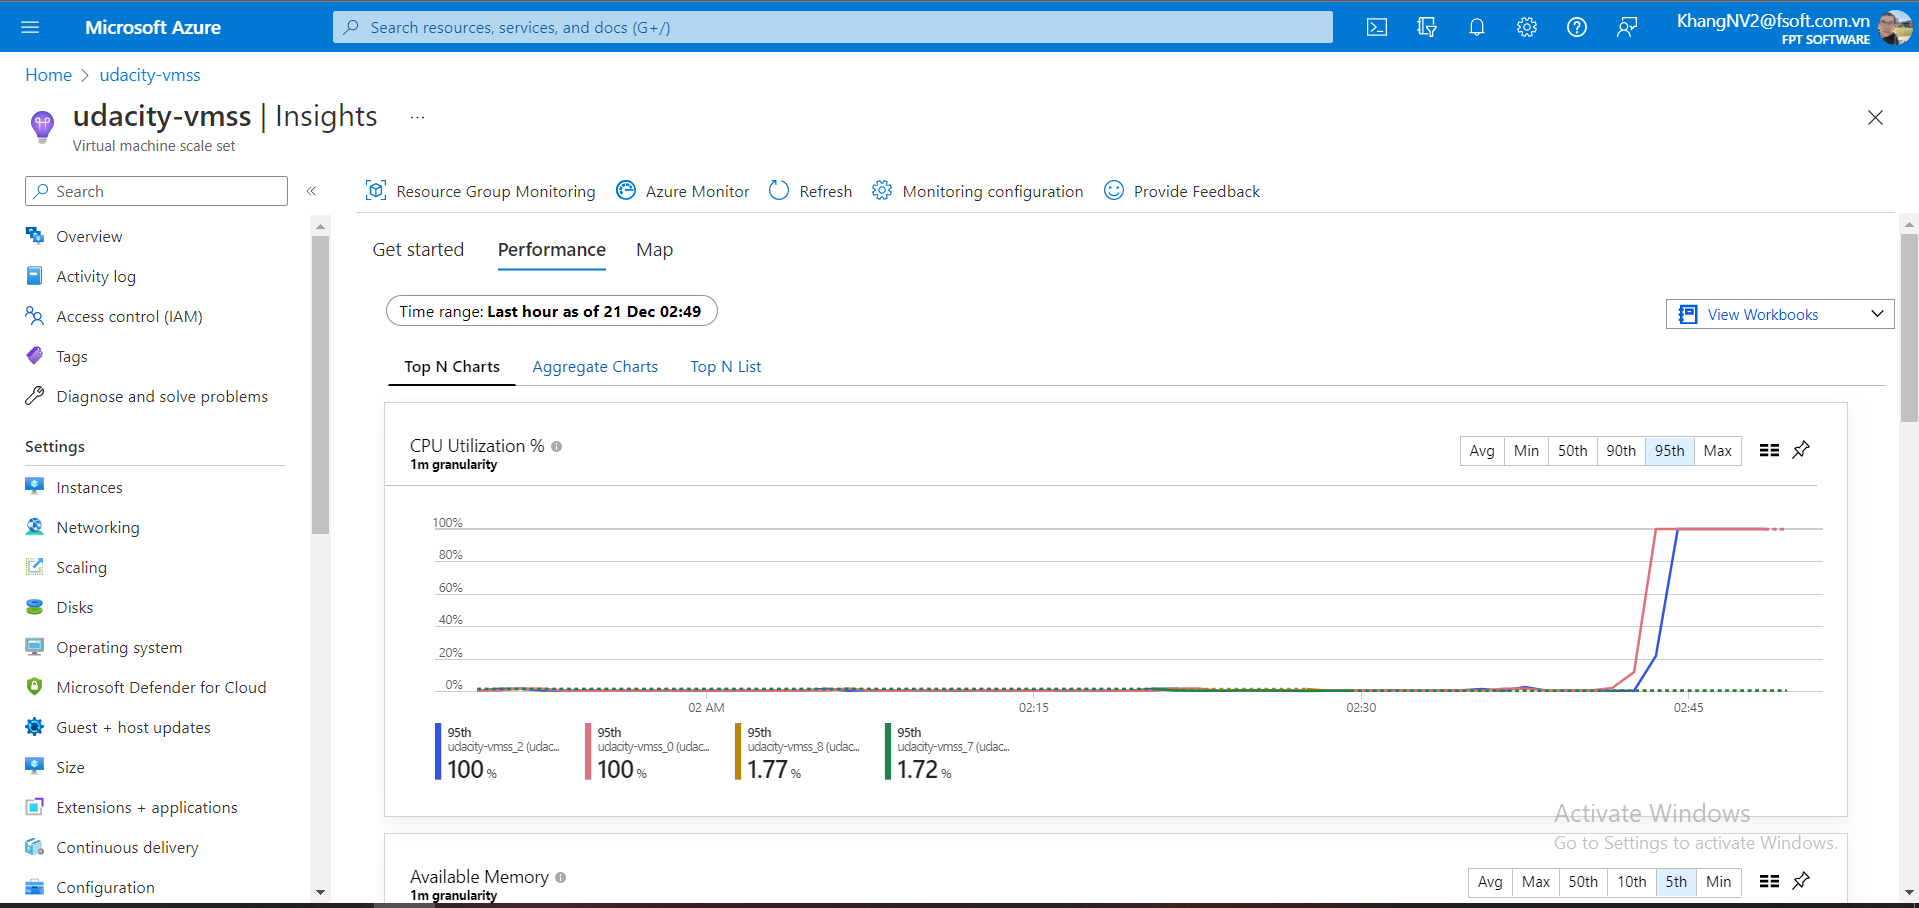 Microsoft Azure
Search resources, services, and docs (G+/)
KhangNV2@fsoft.com.vn
FPT SOFTWARE
Home > udacity-vmss
udacity-vmss | Insights ...
Virtual machine scale set
Search
«
Overview
Activity log
Access control (IAM)
Tags
Diagnose and solve problems
Settings
Instances
Networking
Scaling
Disks
Operating system
Microsoft Defender for Cloud
Guest + host updates
Size
Extensions + applications
Continuous delivery
Configuration
Resource Group Monitoring Azure Monitor Refresh Monitoring configuration Provide Feedback
Get started Performance Map
Time range: Last hour as of 21 Dec 02:49
View Workbooks
Top N Charts Aggregate Charts Top N List
CPU Utilization %
1m granularity
Avg Min 50th 90th 95th Max
100%
80%
60%
40%
20%
0%
02 AM 02:15 02:30 02:45
95th 95th 95th 95th
udacity-vmss_2 (udac... udacity-vmss_0 (udac... udacity-vmss_8 (udac... udacity-vmss_7 (udac...
100 % 100 % 1.77 % 1.72 %
Activate Windows
Go to Settings to activate Windows.
Available Memory
1m granularity
Avg Max 50th 10th 5th Min